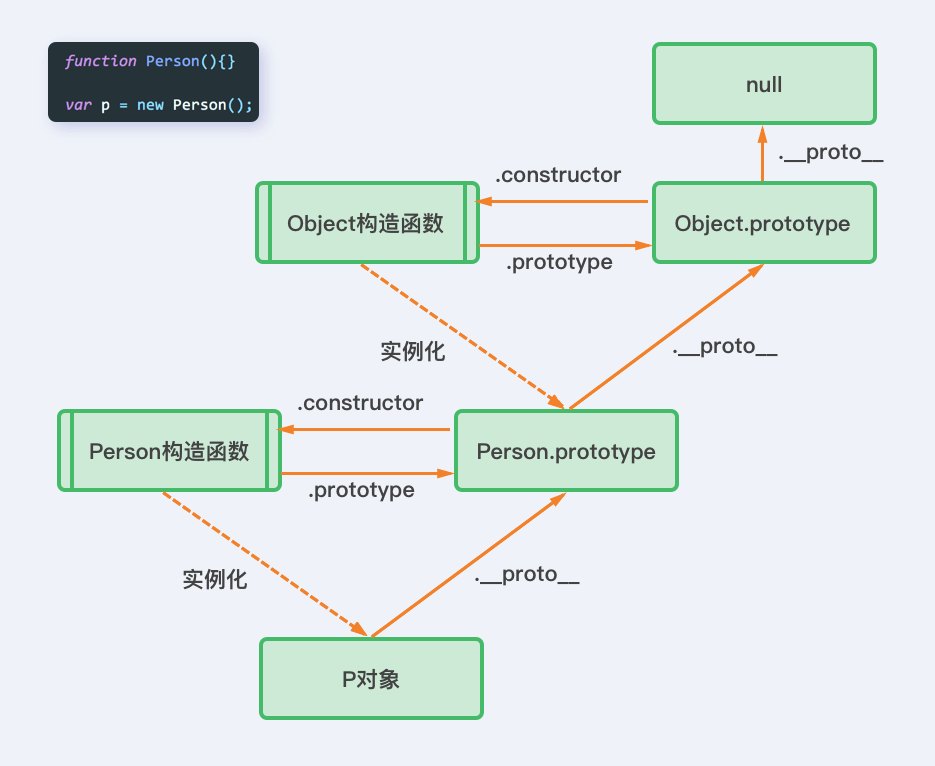 function Person(){}
var p = new Person();
null
.__proto__
.constructor
Object构造函数
Object.prototype
.prototype
实例化
.__proto__
.constructor
Person构造函数
Person.prototype
.prototype
实例化
.__proto__
P对象